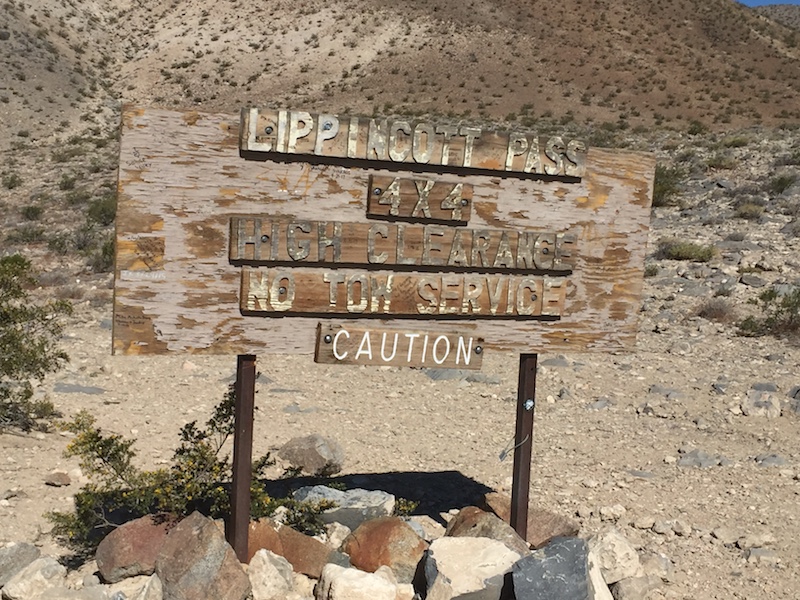 LIPPINCOTT PASS
4X4
HIGH CLEARANCE
NO TOW SERVICE
CAUTION